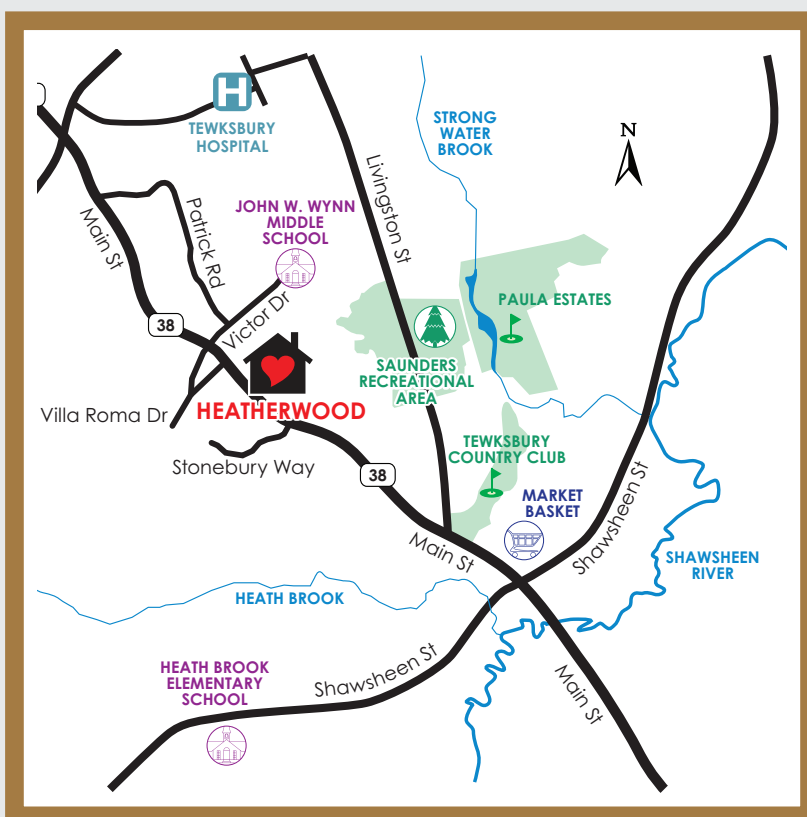 H
TEWKSBURY
HOSPITAL
STRONG
WATER
BROOK
N
Livingston St
Main St
Patrick Rd
JOHN W. WYNN
MIDDLE
SCHOOL
38
Victor Dr
PAULA ESTATES
SAUNDERS
RECREATIONAL
AREA
HEATHERWOOD
Villa Roma Dr
Stonebury Way
TEWKSBURY
COUNTRY CLUB
38
MARKET
BASKET
Main St
Shawsheen St
SHAWSHEEN
RIVER
HEATH BROOK
HEATH BROOK
ELEMENTARY
SCHOOL
Shawsheen St
Main St